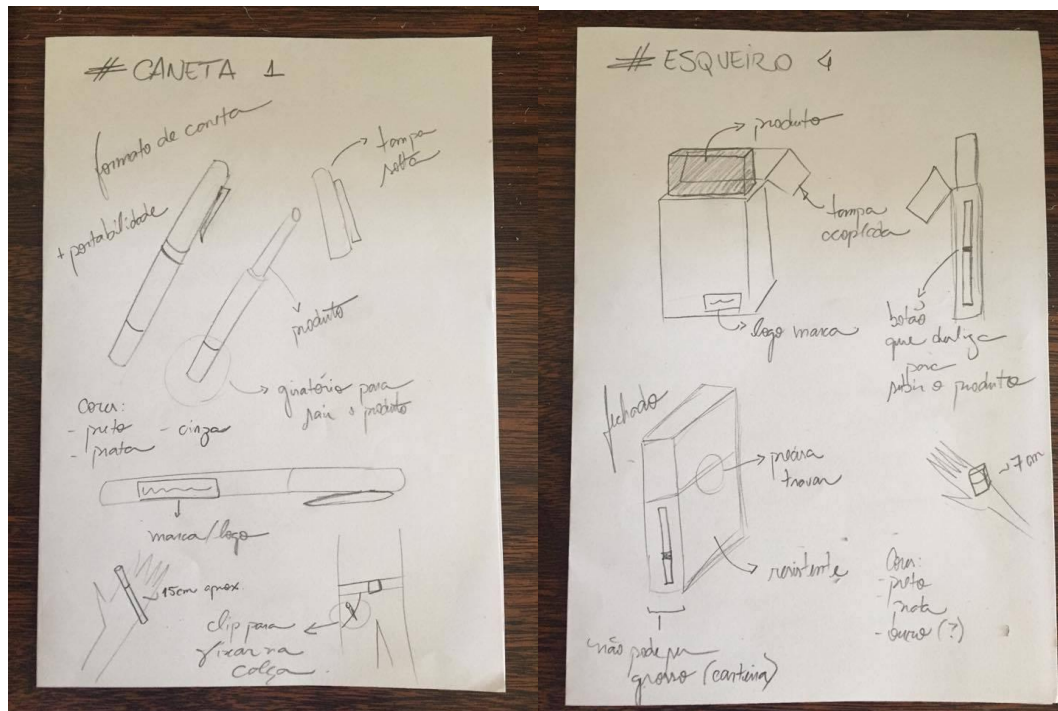 # CANETA 1
formato de caneta
+ portabilidade
tampa
solta
produto
giratório para
sair o produto
Cores:
- preto
- cinza
- prata
marca/logo
~15cm aprox.
clip para
fixar na
calça.
# ESQUEIRO 4
produto
tampa
acoplada
logo marca
botão
que desliza
para
subir o produto
fechado
precisa
travar
~7cm
resistente
não pode ser
grosso (carteira)
Cores:
- preto
- prata